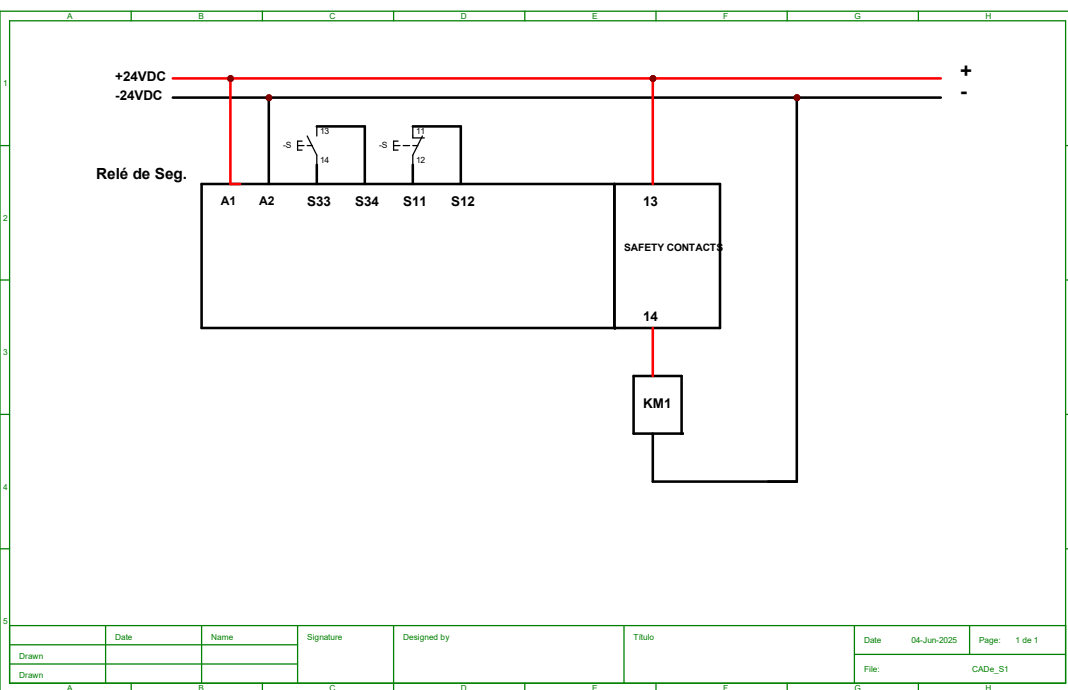 A B C D E F G H
1
+24VDC +
-24VDC -
13 11
-S -S
14 12
Relé de Seg.
A1 A2 S33 S34 S11 S12 13
2
SAFETY CONTACTS
14
3
KM1
4
5
Date Name Signature Designed by Título Date 04-Jun-2025 Page: 1 de 1
Drawn
File: CADe_S1
Drawn
A B C D E F G H